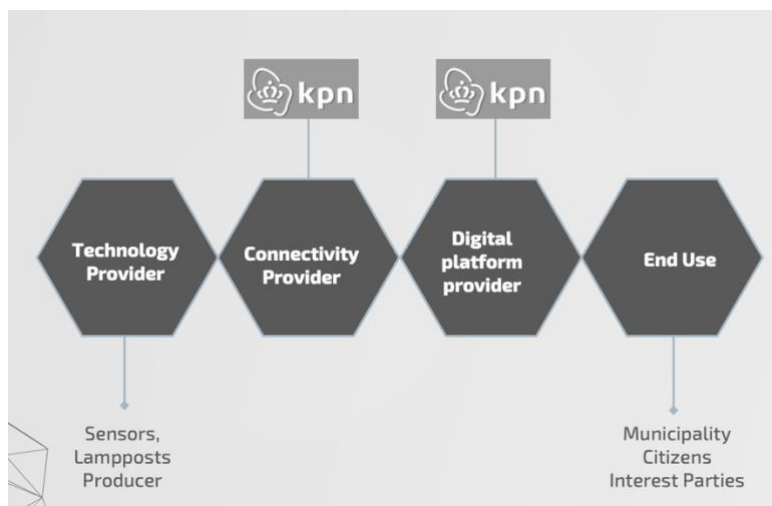 kpn
kpn
Technology
Provider
Connectivity
Provider
Digital
platform
provider
End Use
Sensors,
Lampposts
Producer
Municipality
Citizens
Interest Parties